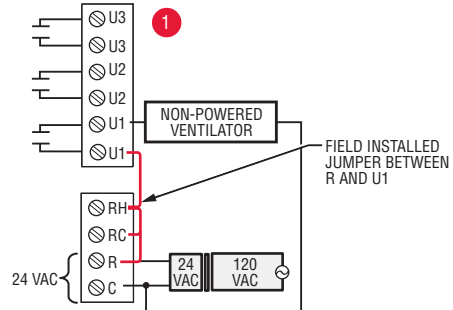 U3
1
U3
U2
U2
U1
NON-POWERED
VENTILATOR
U1
FIELD INSTALLED
JUMPER BETWEEN
R AND U1
RH
RC
R
24 VAC
C
24
VAC
120
VAC